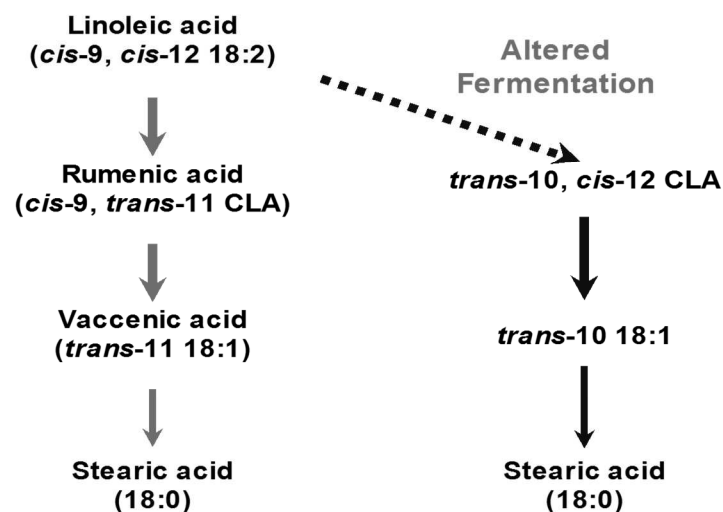 Linoleic acid
(cis-9, cis-12 18:2)
Altered
Fermentation
Rumenic acid
(cis-9, trans-11 CLA)
trans-10, cis-12 CLA
Vaccenic acid
(trans-11 18:1)
trans-10 18:1
Stearic acid
(18:0)
Stearic acid
(18:0)